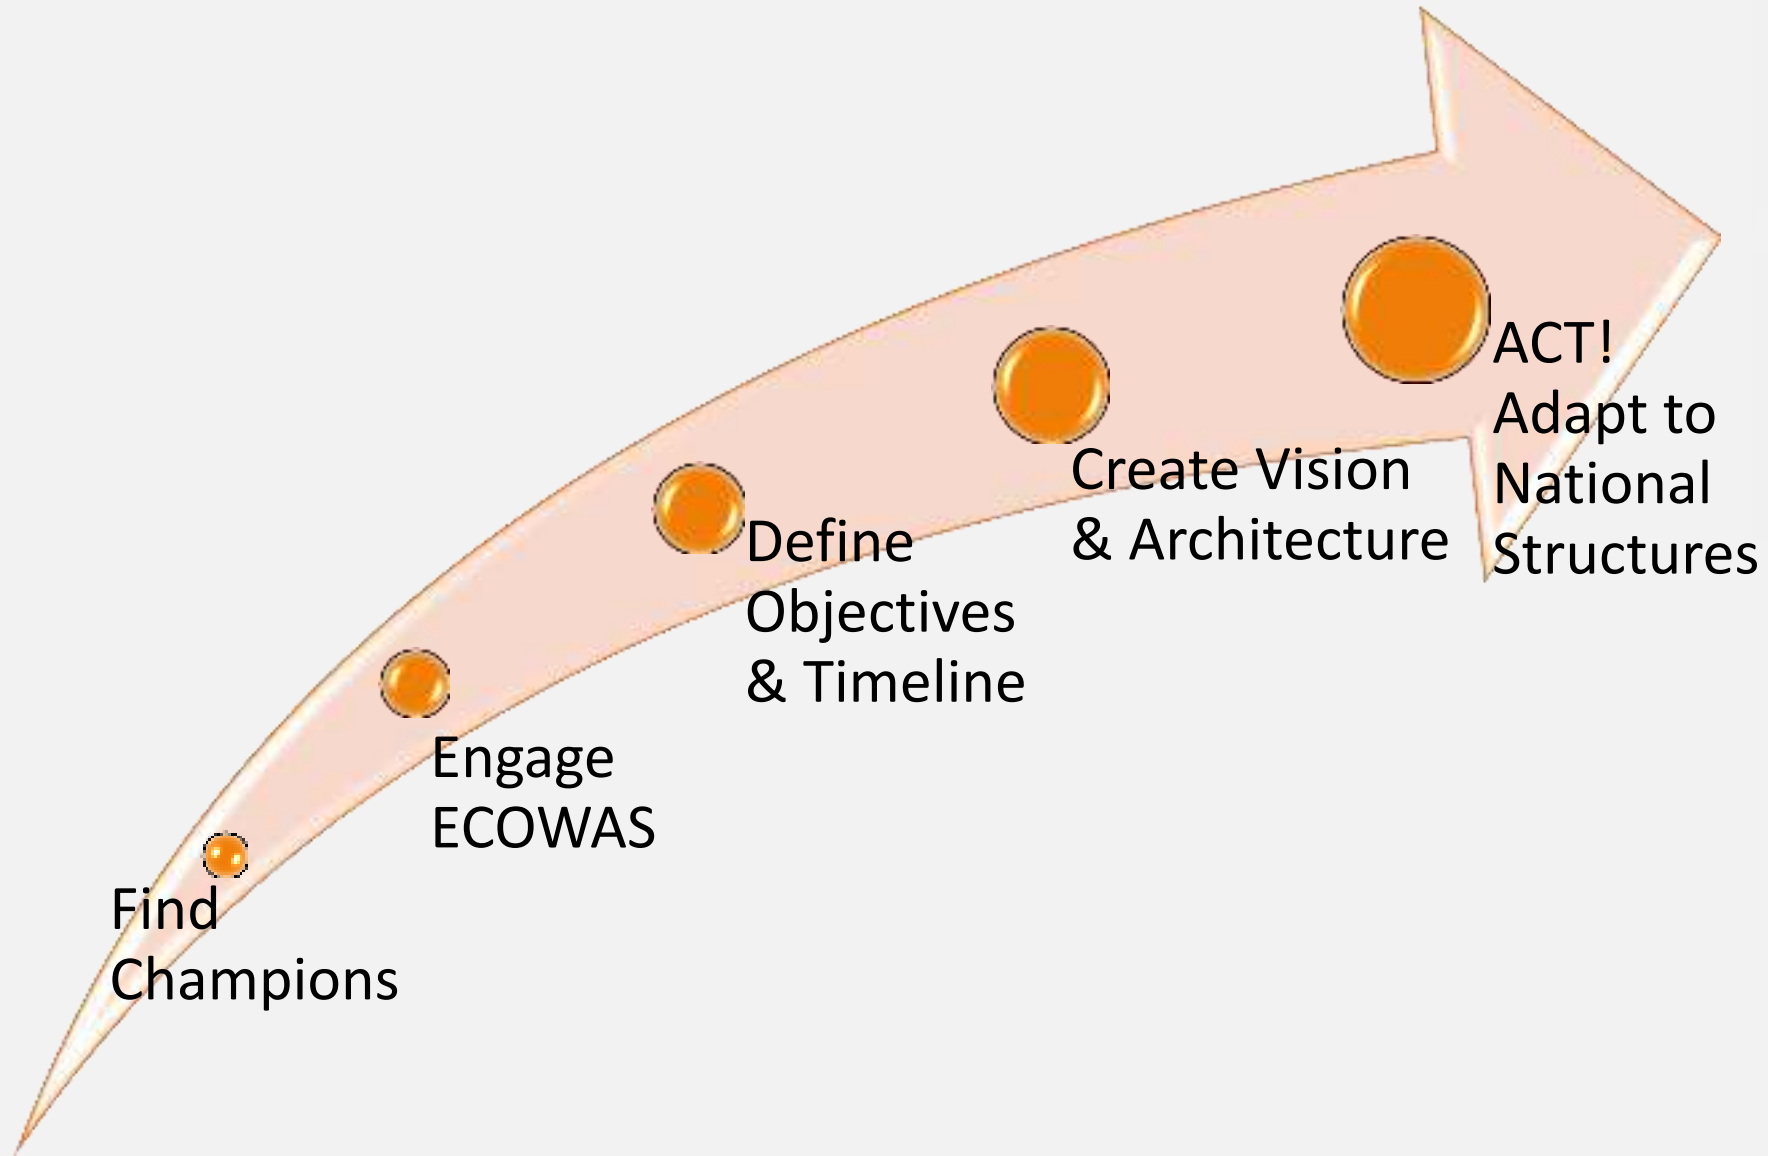 Find
Champions
Engage
ECOWAS
Define
Objectives
& Timeline
Create Vision
& Architecture
ACT!
Adapt to
National
Structures